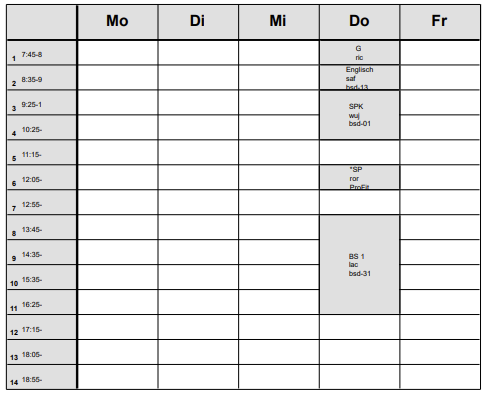 Mo Di Mi Do Fr
1 7:45-8
G
ric
2 8:35-9
Englisch
saf
bsd-13
3 9:25-1
SPK
wuj
bsd-01
4 10:25-
5 11:15-
6 12:05-
*SP
ror
ProFit
7 12:55-
8 13:45-
9 14:35-
BS 1
lac
bsd-31
10 15:35-
11 16:25-
12 17:15-
13 18:05-
14 18:55-